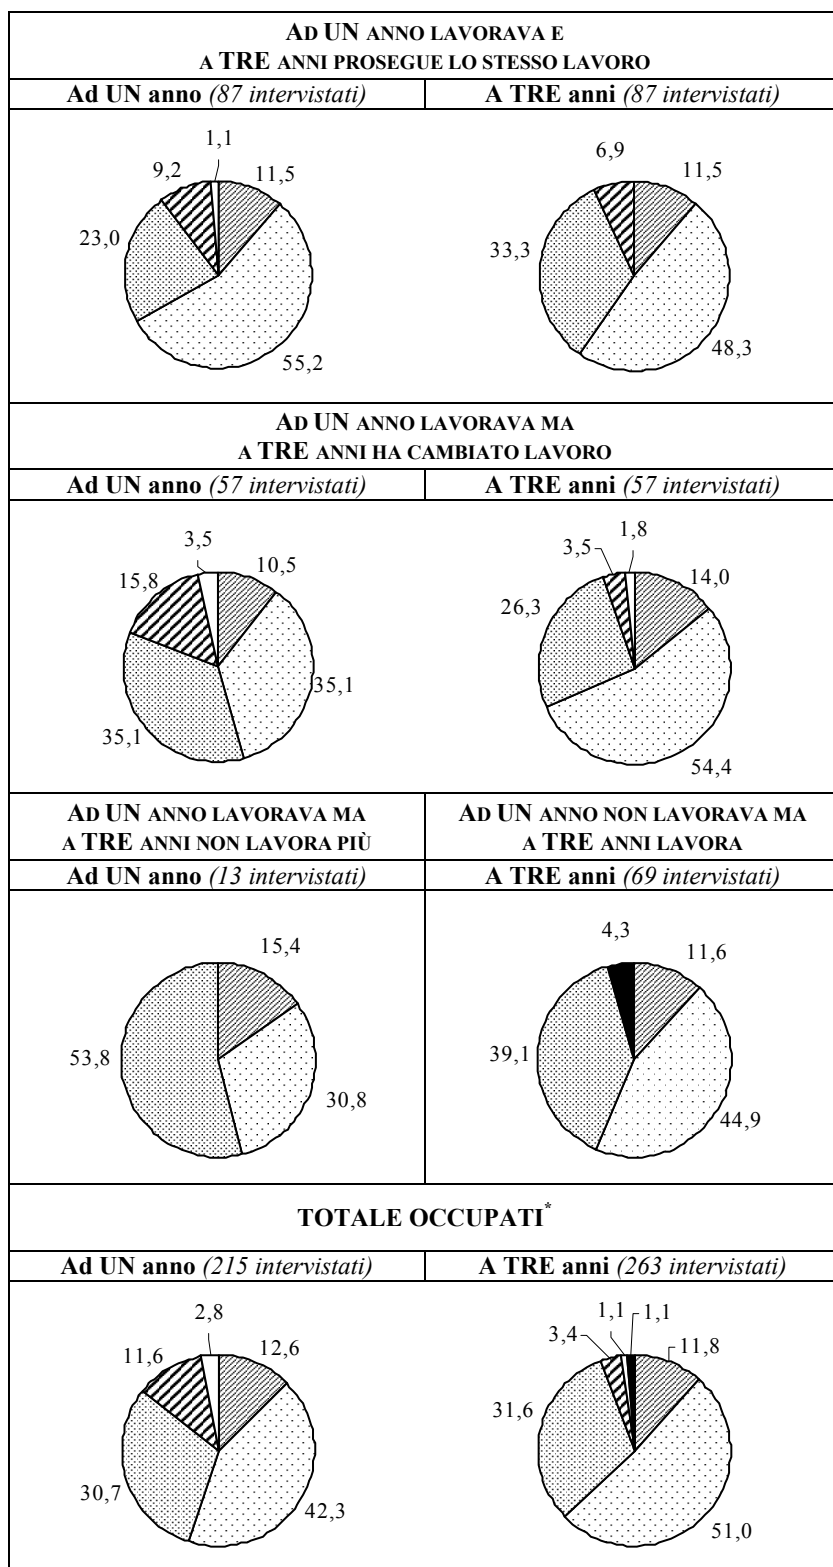 AD UN ANNO LAVORAVA E
A TRE ANNI PROSEGUE LO STESSO LAVORO
Ad UN anno (87 intervistati)
A TRE anni (87 intervistati)
1,1
9,2
11,5
23,0
55,2
6,9
11,5
33,3
48,3
AD UN ANNO LAVORAVA MA
A TRE ANNI HA CAMBIATO LAVORO
Ad UN anno (57 intervistati)
A TRE anni (57 intervistati)
3,5
10,5
15,8
35,1
35,1
1,8
3,5
14,0
26,3
54,4
AD UN ANNO LAVORAVA MA
A TRE ANNI NON LAVORA PIÙ
AD UN ANNO NON LAVORAVA MA
A TRE ANNI LAVORA
Ad UN anno (13 intervistati)
A TRE anni (69 intervistati)
15,4
53,8
30,8
4,3
11,6
39,1
44,9
TOTALE OCCUPATI*
Ad UN anno (215 intervistati)
A TRE anni (263 intervistati)
2,8
11,6
12,6
30,7
42,3
1,1
1,1
3,4
11,8
31,6
51,0